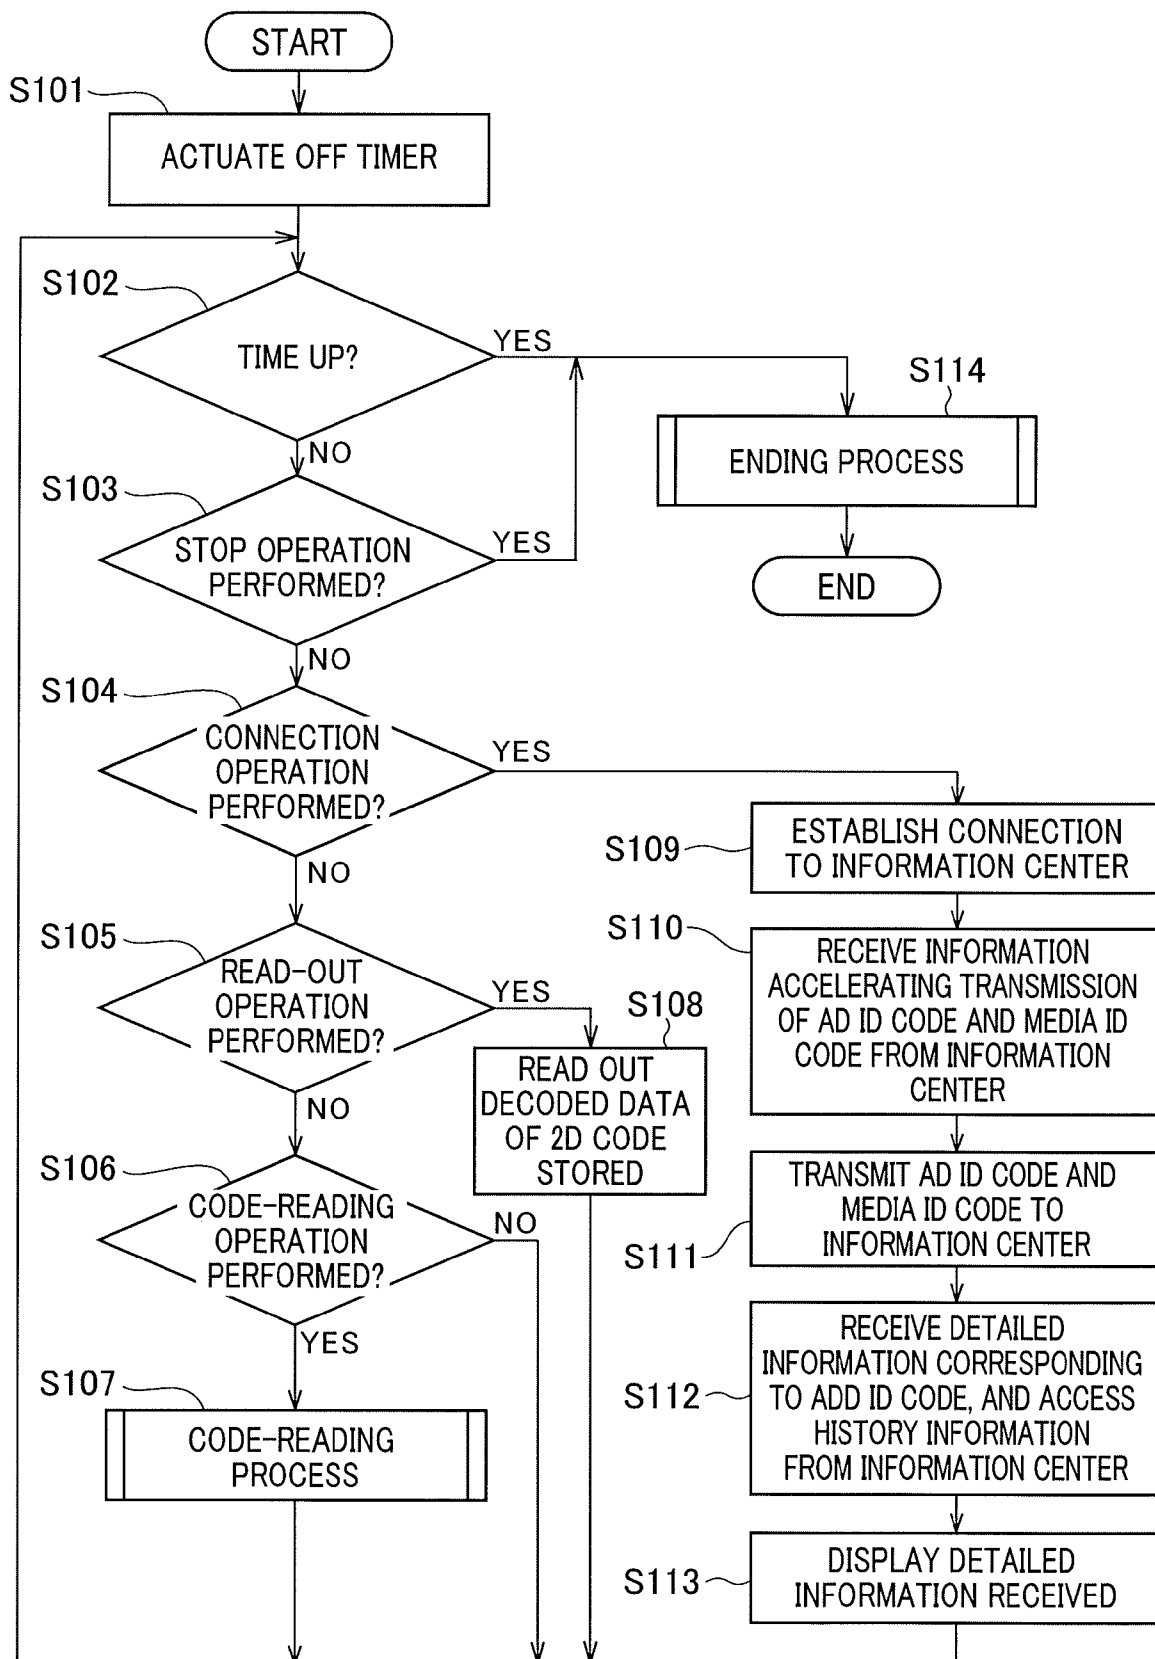 START
S101
ACTUATE OFF TIMER
S102
TIME UP?
YES
NO
S114
ENDING PROCESS
END
S103
STOP OPERATION
PERFORMED?
YES
NO
S104
CONNECTION
OPERATION
PERFORMED?
YES
NO
S109
ESTABLISH CONNECTION
TO INFORMATION CENTER
S110
RECEIVE INFORMATION
ACCELERATING TRANSMISSION
OF AD ID CODE AND MEDIA ID
CODE FROM INFORMATION
CENTER
S105
READ-OUT
OPERATION
PERFORMED?
YES
NO
S108
READ OUT
DECODED DATA
OF 2D CODE
STORED
S106
CODE-READING
OPERATION
PERFORMED?
NO
YES
S111
TRANSMIT AD ID CODE AND
MEDIA ID CODE TO
INFORMATION CENTER
S107
CODE-READING
PROCESS
S112
RECEIVE DETAILED
INFORMATION CORRESPONDING
TO ADD ID CODE, AND ACCESS
HISTORY INFORMATION
FROM INFORMATION CENTER
S113
DISPLAY DETAILED
INFORMATION RECEIVED